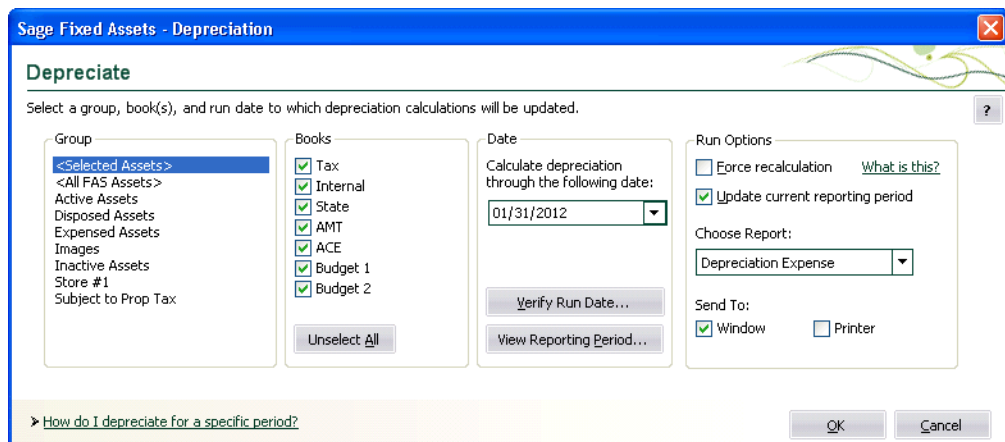 Sage Fixed Assets - Depreciation
Depreciate
Select a group, book(s), and run date to which depreciation calculations will be updated.
?
Group
<Selected Assets>
<All FAS Assets>
Active Assets
Disposed Assets
Expensed Assets
Images
Inactive Assets
Store #1
Subject to Prop Tax
Books
Tax
Internal
State
AMT
ACE
Budget 1
Budget 2
Unselect All
Date
Calculate depreciation
through the following date:
01/31/2012
Verify Run Date...
View Reporting Period...
Run Options
Force recalculation What is this?
Update current reporting period
Choose Report:
Depreciation Expense
Send To:
Window Printer
How do I depreciate for a specific period?
OK Cancel